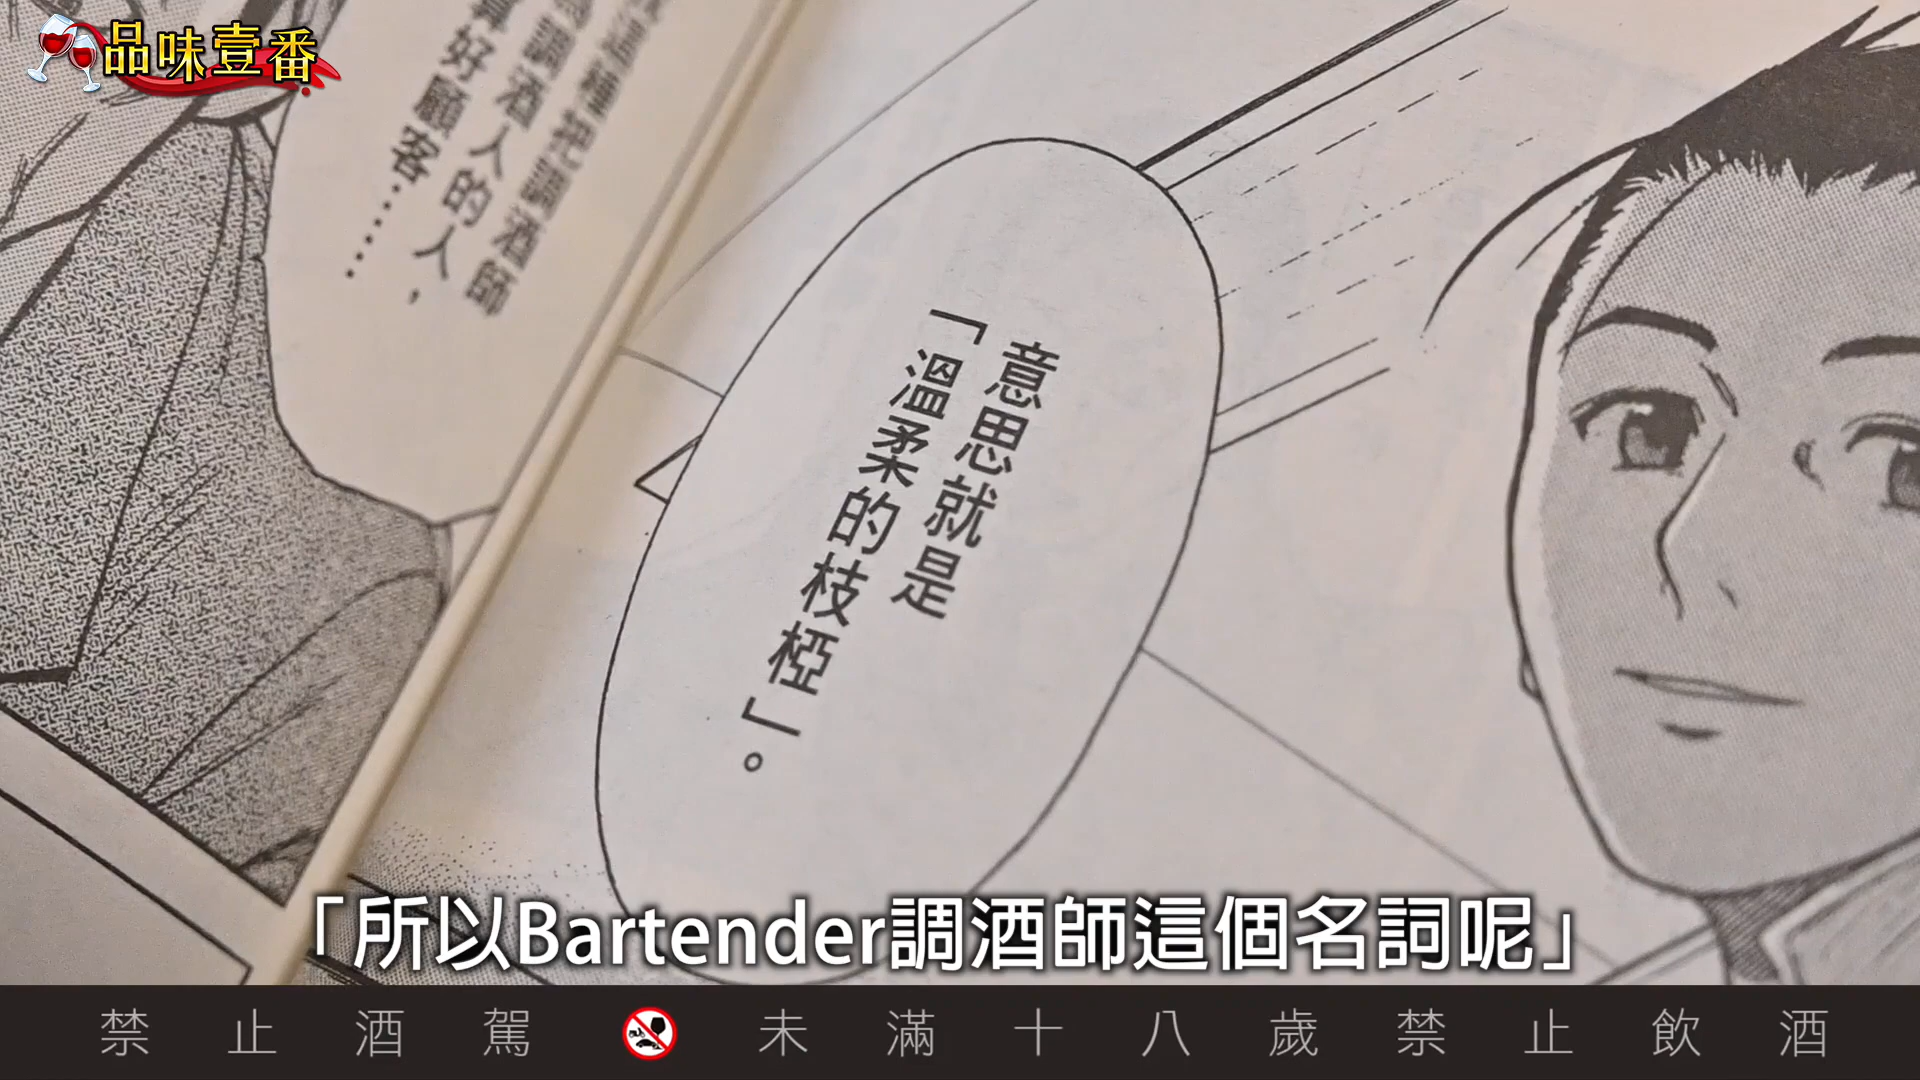 品味壹番
調酒人的人，
算好顧客……
意思就是
「溫柔的枝椏」。
「所以Bartender調酒師這個名詞呢」
禁止酒駕 未滿十八歲禁止飲酒